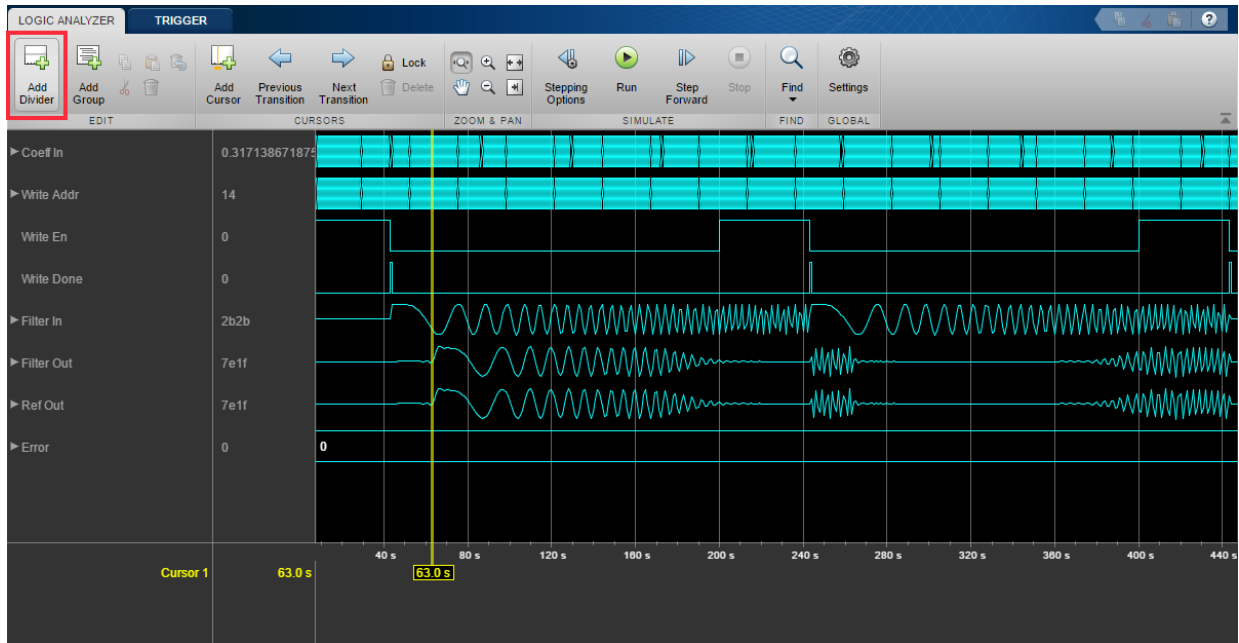 LOGIC ANALYZER TRIGGER
?
Add Divider
Add Group
Add Cursor
Previous Transition
Next Transition
Lock
Delete
Stepping Options
Run
Step Forward
Stop
Find
Settings
EDIT CURSORS ZOOM & PAN SIMULATE FIND GLOBAL
Coeff In 0.317138671875
Write Addr 14
Write En 0
Write Done 0
Filter In 2b2b
Filter Out 7e1f
Ref Out 7e1f
Error 0 0
40 s 80 s 120 s 160 s 200 s 240 s 280 s 320 s 360 s 400 s 440 s
Cursor 1 63.0 s 63.0 s